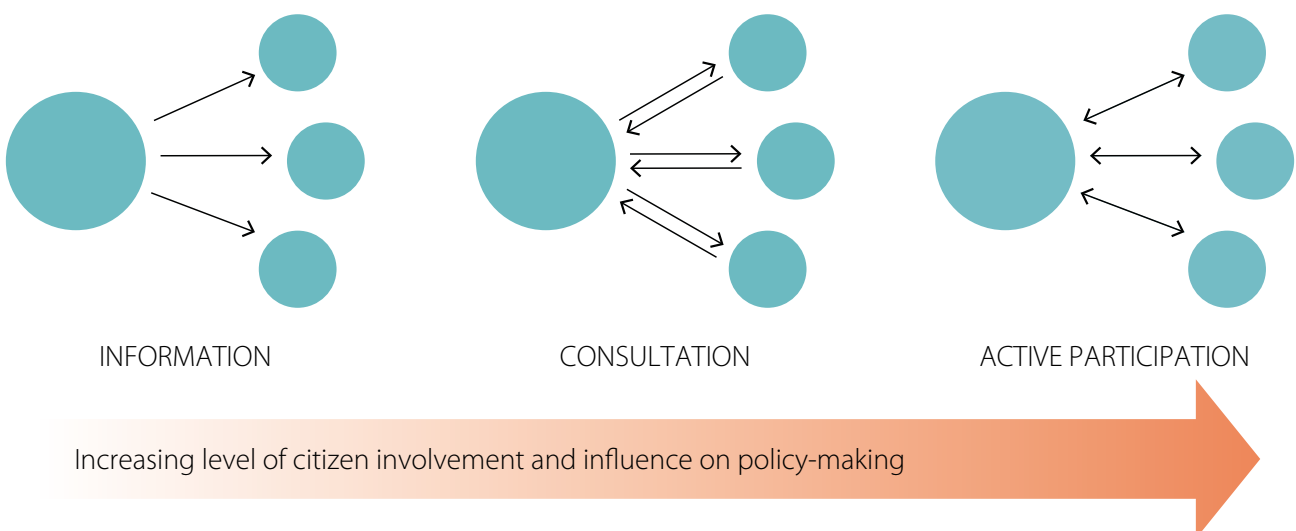 INFORMATION
CONSULTATION
ACTIVE PARTICIPATION
Increasing level of citizen involvement and influence on policy-making